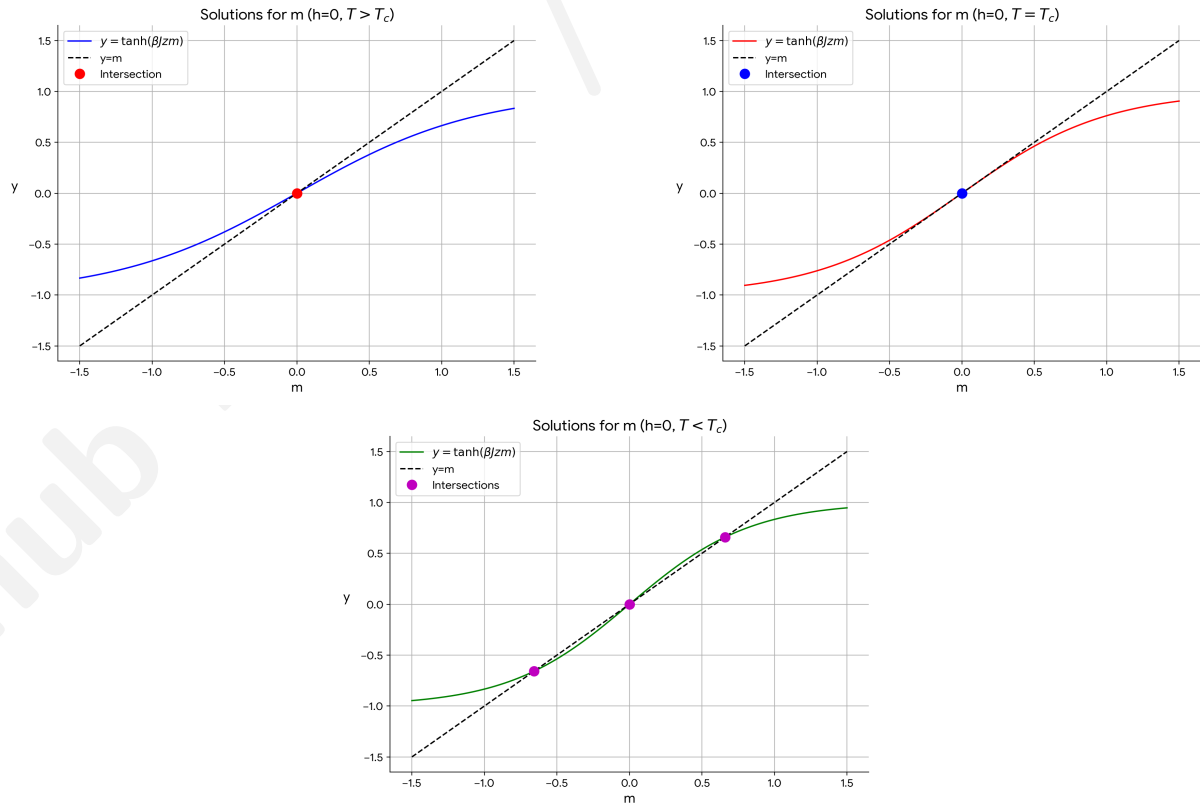 Solutions for m (h=0, T > T_c)
y = tanh(βJzm)
y=m
Intersection
1.5
1.0
0.5
0.0
−0.5
−1.0
−1.5
y
−1.5 −1.0 −0.5 0.0 0.5 1.0 1.5
m
Solutions for m (h=0, T = T_c)
y = tanh(βJzm)
y=m
Intersection
1.5
1.0
0.5
0.0
−0.5
−1.0
−1.5
y
−1.5 −1.0 −0.5 0.0 0.5 1.0 1.5
m
Solutions for m (h=0, T < T_c)
y = tanh(βJzm)
y=m
Intersections
1.5
1.0
0.5
0.0
−0.5
−1.0
−1.5
y
−1.5 −1.0 −0.5 0.0 0.5 1.0 1.5
m